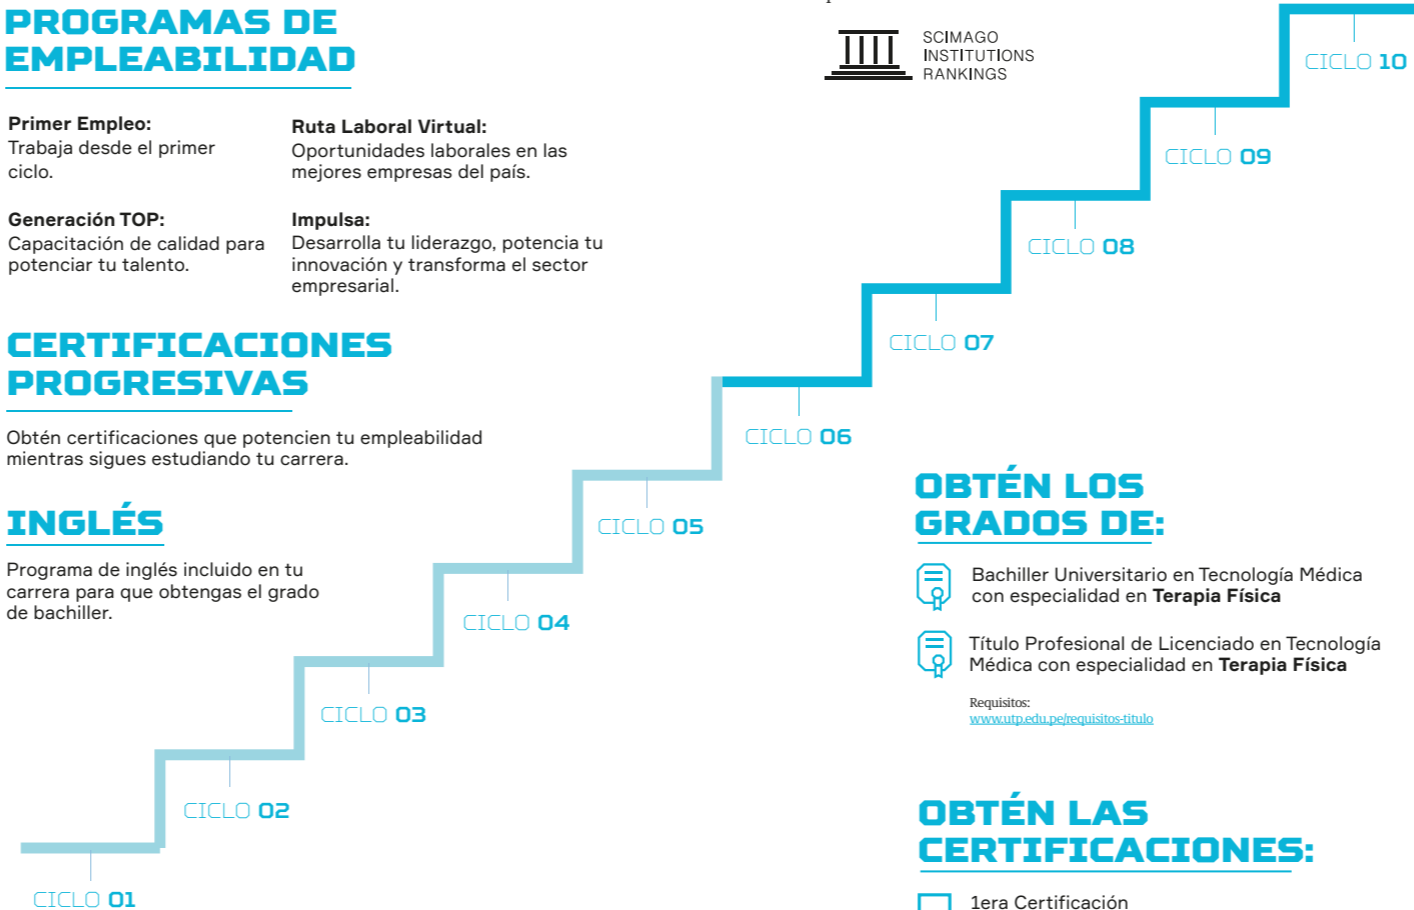 PROGRAMAS DE
EMPLEABILIDAD
Primer Empleo:
Trabaja desde el primer
ciclo.
Ruta Laboral Virtual:
Oportunidades laborales en las
mejores empresas del país.
Generación TOP:
Capacitación de calidad para
potenciar tu talento.
Impulsa:
Desarrolla tu liderazgo, potencia tu
innovación y transforma el sector
empresarial.
CERTIFICACIONES
PROGRESIVAS
Obtén certificaciones que potencien tu empleabilidad
mientras sigues estudiando tu carrera.
INGLÉS
Programa de inglés incluido en tu
carrera para que obtengas el grado
de bachiller.
SCIMAGO
INSTITUTIONS
RANKINGS
CICLO 10
CICLO 09
CICLO 08
CICLO 07
CICLO 06
CICLO 05
CICLO 04
CICLO 03
CICLO 02
CICLO 01
OBTÉN LOS
GRADOS DE:
Bachiller Universitario en Tecnología Médica
con especialidad en Terapia Física
Título Profesional de Licenciado en Tecnología
Médica con especialidad en Terapia Física
Requisitos:
www.utp.edu.pe/requisitos-titulo
OBTÉN LAS
CERTIFICACIONES:
1era Certificación